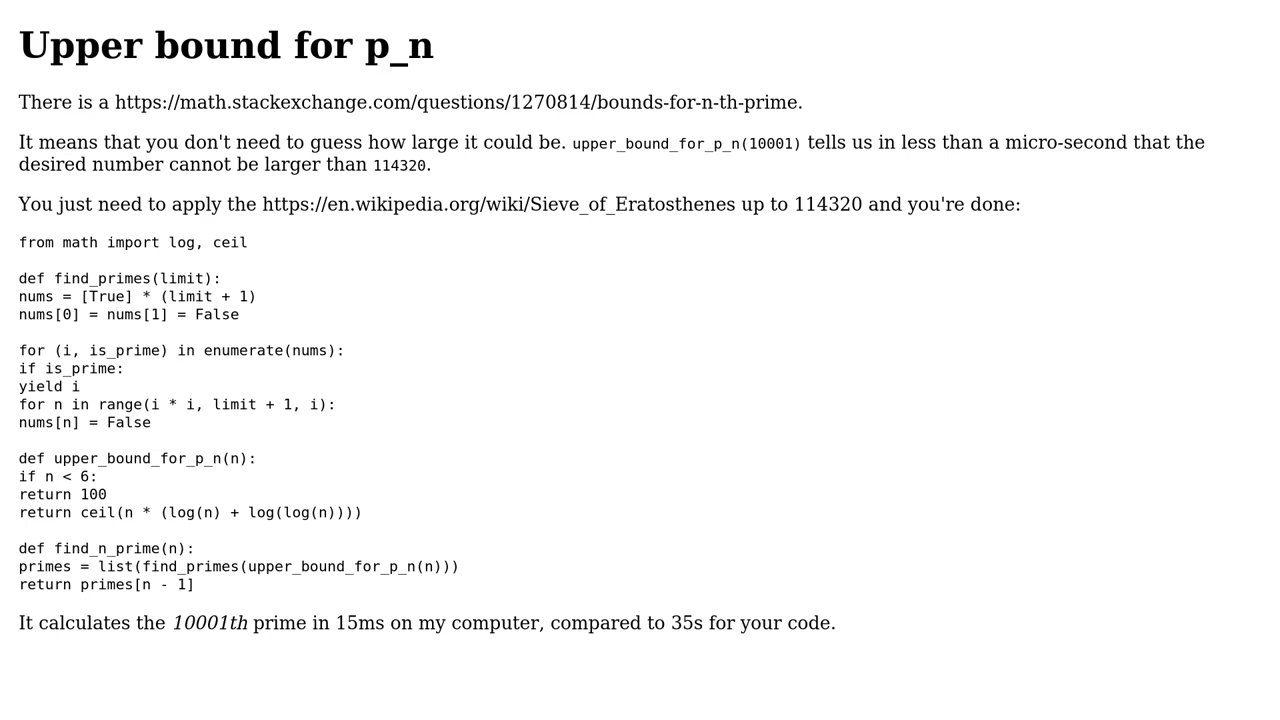 Upper bound for p_n
There is a https://math.stackexchange.com/questions/1270814/bounds-for-n-th-prime.
It means that you don't need to guess how large it could be. upper_bound_for_p_n(10001) tells us in less than a micro-second that the
desired number cannot be larger than 114320.
You just need to apply the https://en.wikipedia.org/wiki/Sieve_of_Eratosthenes up to 114320 and you're done:
from math import log, ceil
def find_primes(limit):
nums = [True] * (limit + 1)
nums[0] = nums[1] = False
for (i, is_prime) in enumerate(nums):
if is_prime:
yield i
for n in range(i * i, limit + 1, i):
nums[n] = False
def upper_bound_for_p_n(n):
if n < 6:
return 100
return ceil(n * (log(n) + log(log(n))))
def find_n_prime(n):
primes = list(find_primes(upper_bound_for_p_n(n)))
return primes[n - 1]
It calculates the 10001th prime in 15ms on my computer, compared to 35s for your code.